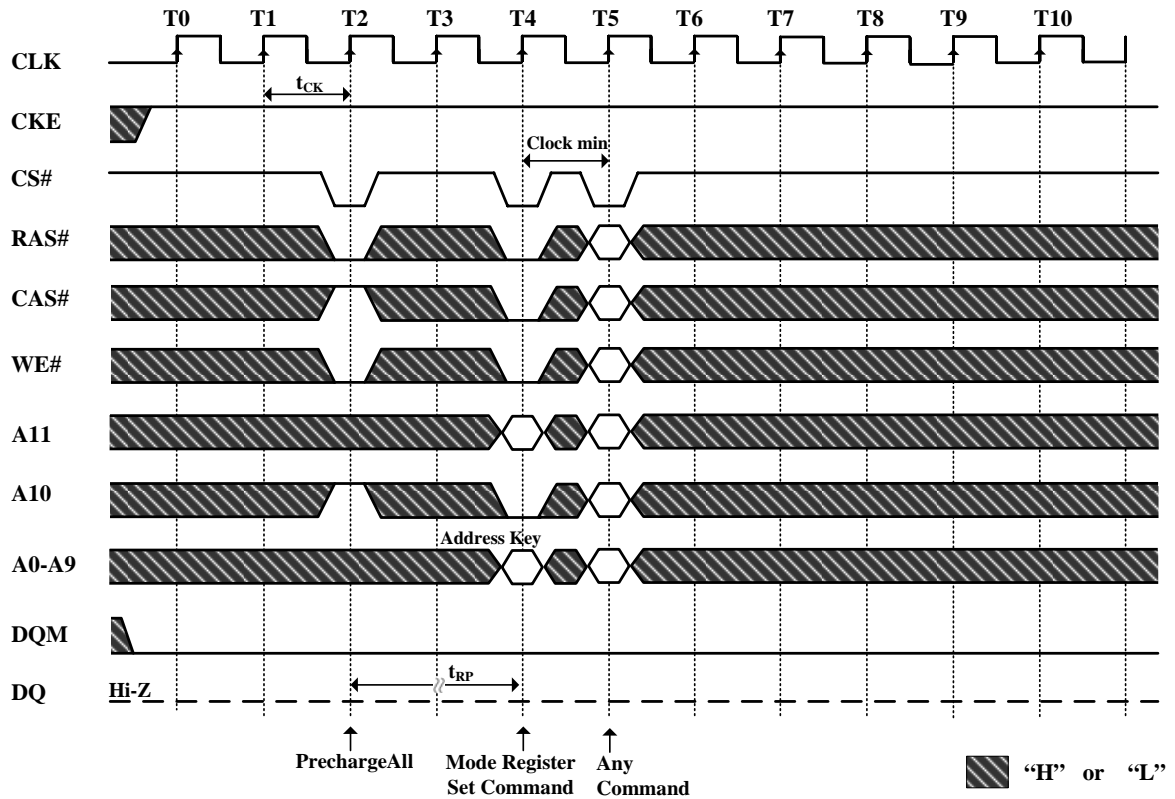 T0 T1 T2 T3 T4 T5 T6 T7 T8 T9 T10
CLK
tCK
CKE
Clock min
CS#
RAS#
CAS#
WE#
A11
A10
Address Key
A0-A9
DQM
tRP
DQ Hi-Z
PrechargeAll
Mode Register
Set Command
Any
Command
“H” or “L”